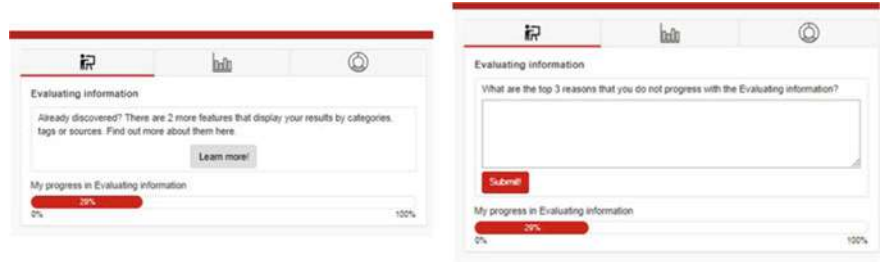 Evaluating information
Already discovered? There are 2 more features that display your results by categories,
tags or sources. Find out more about them here.
Learn more!
My progress in Evaluating information
29%
0% 100%
Evaluating information
What are the top 3 reasons that you do not progress with the Evaluating information?
Submit!
My progress in Evaluating information
29%
0% 100%